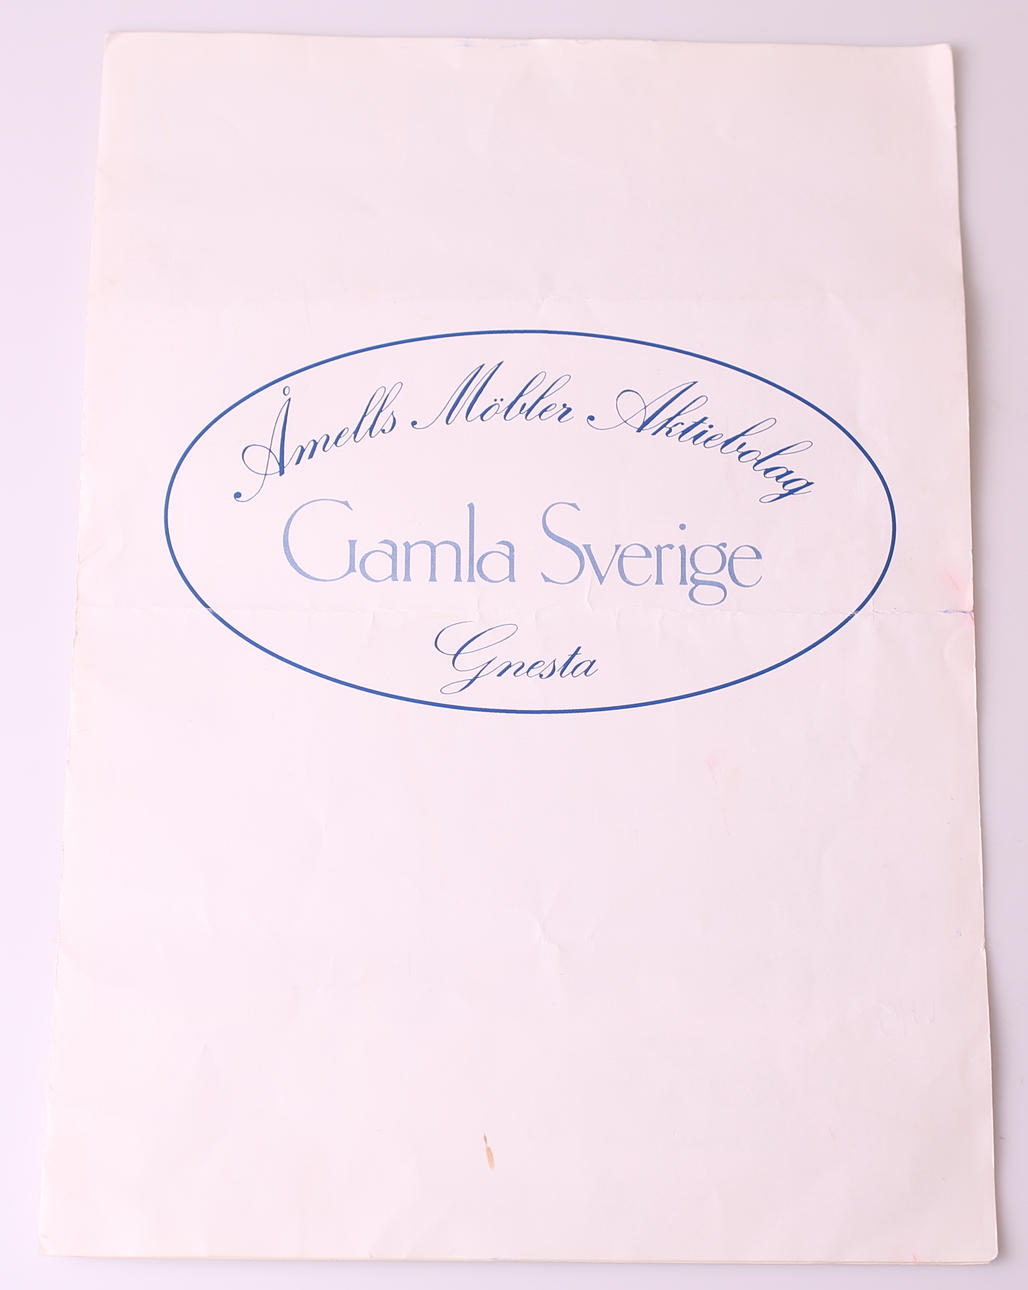 Åmells Möbler Aktiebolag
Gamla Sverige
Gnesta